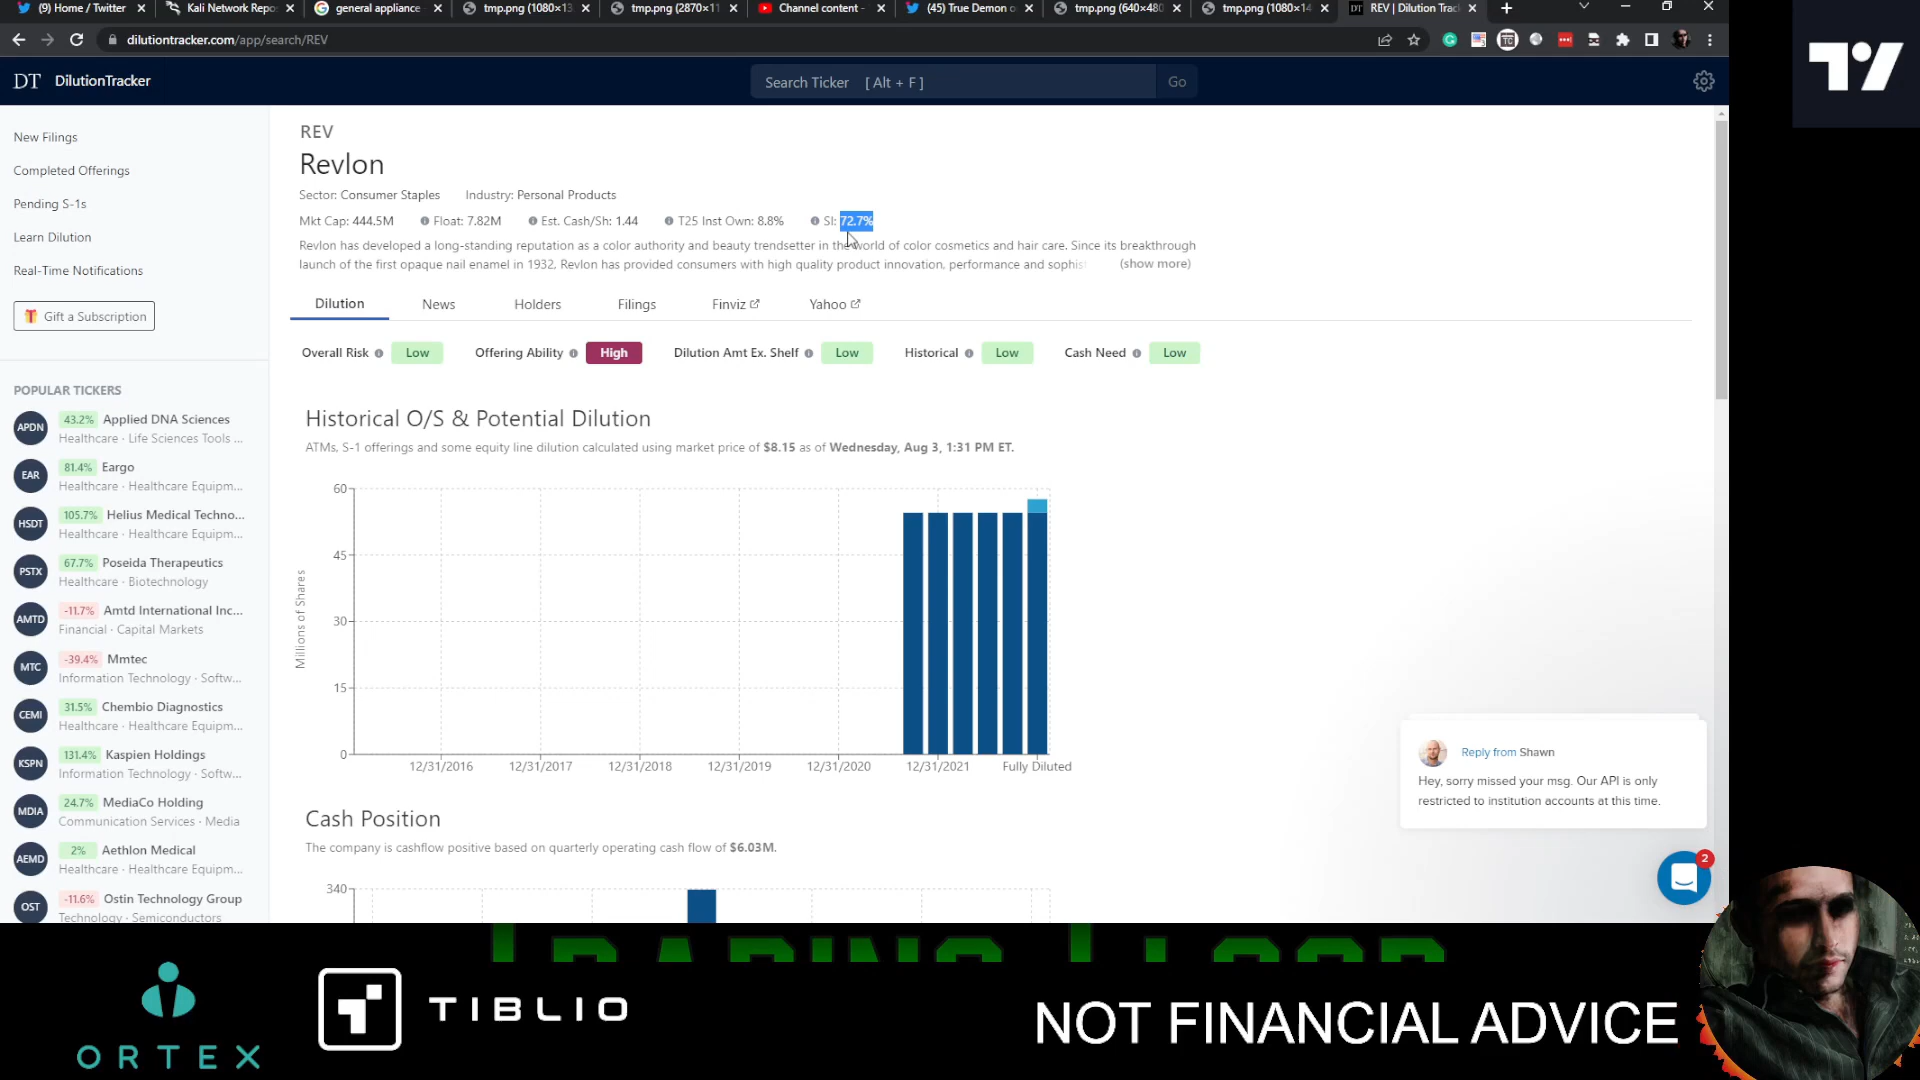 (9) Home / Twitter
Kali Network Repo
general appliance
tmp.png (1080×13
tmp.png (2870×11
Channel content -
(45) True Demon o
tmp.png (640×480
tmp.png (1080×14
REV | Dilution Trac
dilutiontracker.com/app/search/REV
DT DilutionTracker
Search Ticker [ Alt + F ]
Go
New Filings
Completed Offerings
Pending S-1s
Learn Dilution
Real-Time Notifications
Gift a Subscription
POPULAR TICKERS
APDN 43.2% Applied DNA Sciences
Healthcare · Life Sciences Tools ...
EAR 81.4% Eargo
Healthcare · Healthcare Equipm...
HSDT 105.7% Helius Medical Techno...
Healthcare · Healthcare Equipm...
PSTX 67.7% Poseida Therapeutics
Healthcare · Biotechnology
AMTD -11.7% Amtd International Inc...
Financial · Capital Markets
MTC -39.4% Mmtec
Information Technology · Softw...
CEMI 31.5% Chembio Diagnostics
Healthcare · Healthcare Equipm...
KSPN 131.4% Kaspien Holdings
Information Technology · Softw...
MDIA 24.7% MediaCo Holding
Communication Services · Media
AEMD 2% Aethlon Medical
Healthcare · Healthcare Equipm...
OST -11.6% Ostin Technology Group
Technology · Semiconductors
REV
Revlon
Sector: Consumer Staples Industry: Personal Products
Mkt Cap: 444.5M Float: 7.82M Est. Cash/Sh: 1.44 T25 Inst Own: 8.8% SI: 72.7%
Revlon has developed a long-standing reputation as a color authority and beauty trendsetter in the world of color cosmetics and hair care. Since its breakthrough
launch of the first opaque nail enamel in 1932, Revlon has provided consumers with high quality product innovation, performance and sophis (show more)
Dilution News Holders Filings Finviz Yahoo
Overall Risk Low Offering Ability High Dilution Amt Ex. Shelf Low Historical Low Cash Need Low
Historical O/S & Potential Dilution
ATMs, S-1 offerings and some equity line dilution calculated using market price of $8.15 as of Wednesday, Aug 3, 1:31 PM ET.
Millions of Shares
60
45
30
15
0
12/31/2016 12/31/2017 12/31/2018 12/31/2019 12/31/2020 12/31/2021 Fully Diluted
Cash Position
The company is cashflow positive based on quarterly operating cash flow of $6.03M.
340
Reply from Shawn
Hey, sorry missed your msg. Our API is only
restricted to institution accounts at this time.
2
ORTEX
TIBLIO
NOT FINANCIAL ADVICE